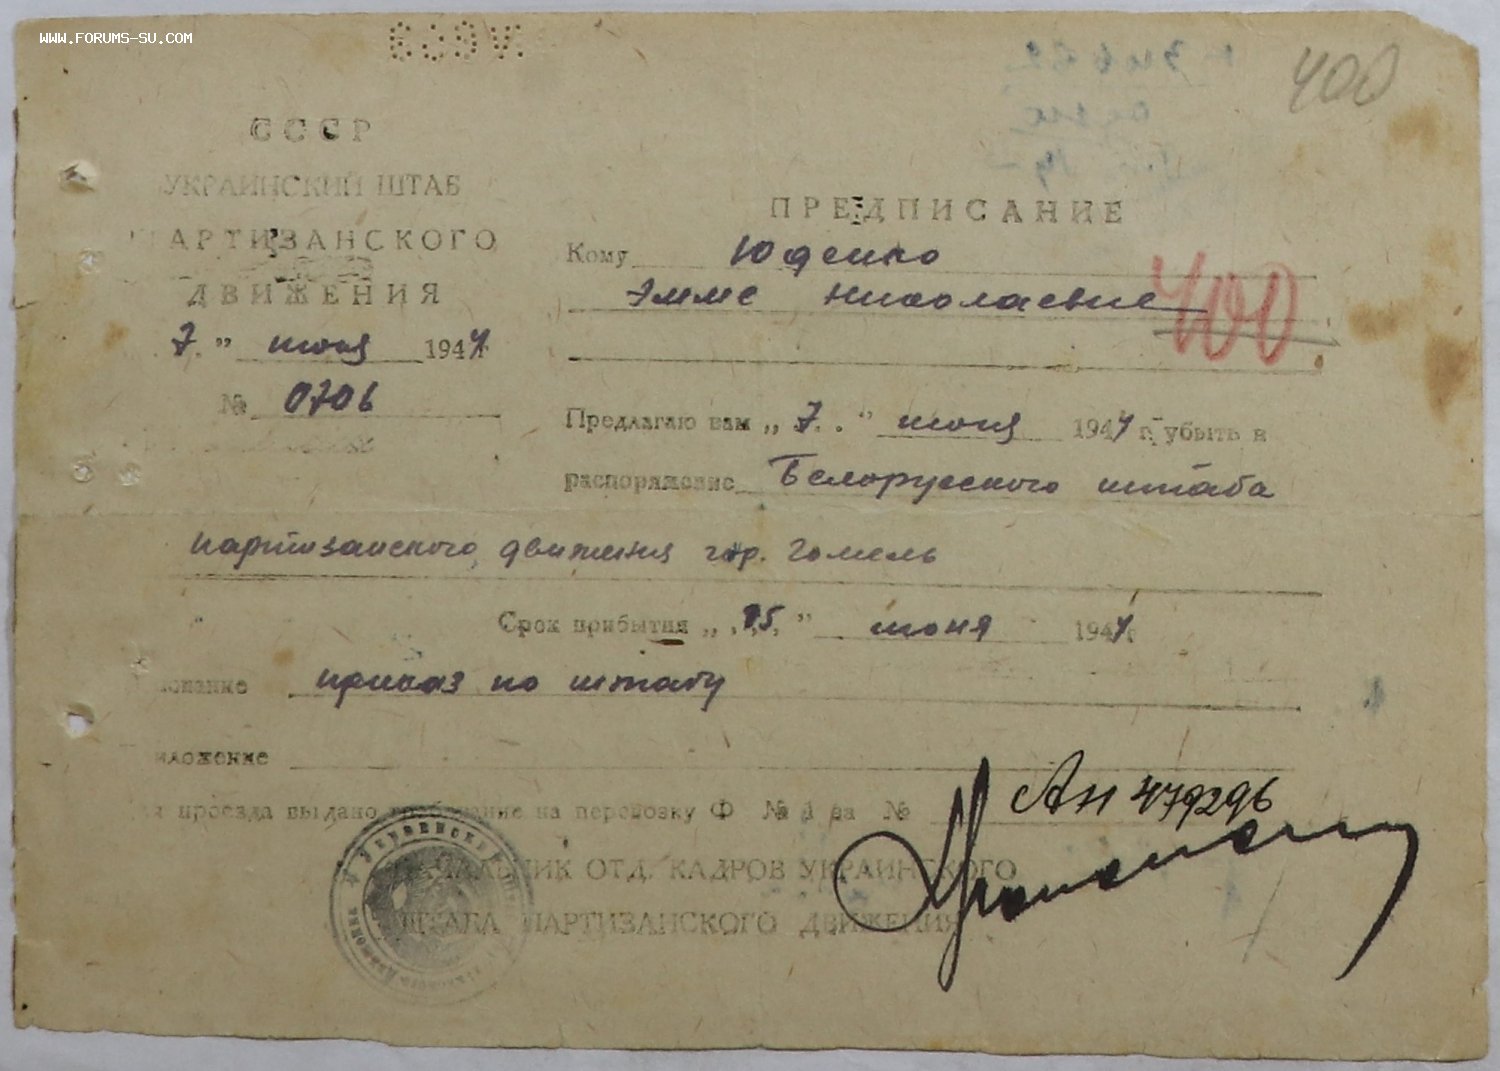 WWW.FORUMS-SU.COM
400
СССР
УКРАИНСКИЙ ШТАБ
ПАРТИЗАНСКОГО
ДВИЖЕНИЯ
7 " июня 1944
№ 0706
ПРЕДПИСАНИЕ
Кому Юденко
Эмме Николаевне
400
Предлагаю вам „ 7 " июня 1944 г. убыть в
распоряжение Белорусского штаба
партизанского движения гор. Гомель
Срок прибытия „ 15 " июня 1944 г.
нование приказ по штабу
иложение
я проезда выдано требование на перевозку Ф № 1 за № АН 479296
ЧАЛЬНИК ОТД. КАДРОВ УКРАИНСКОГО
ШТАБА ПАРТИЗАНСКОГО ДВИЖЕНИЯ